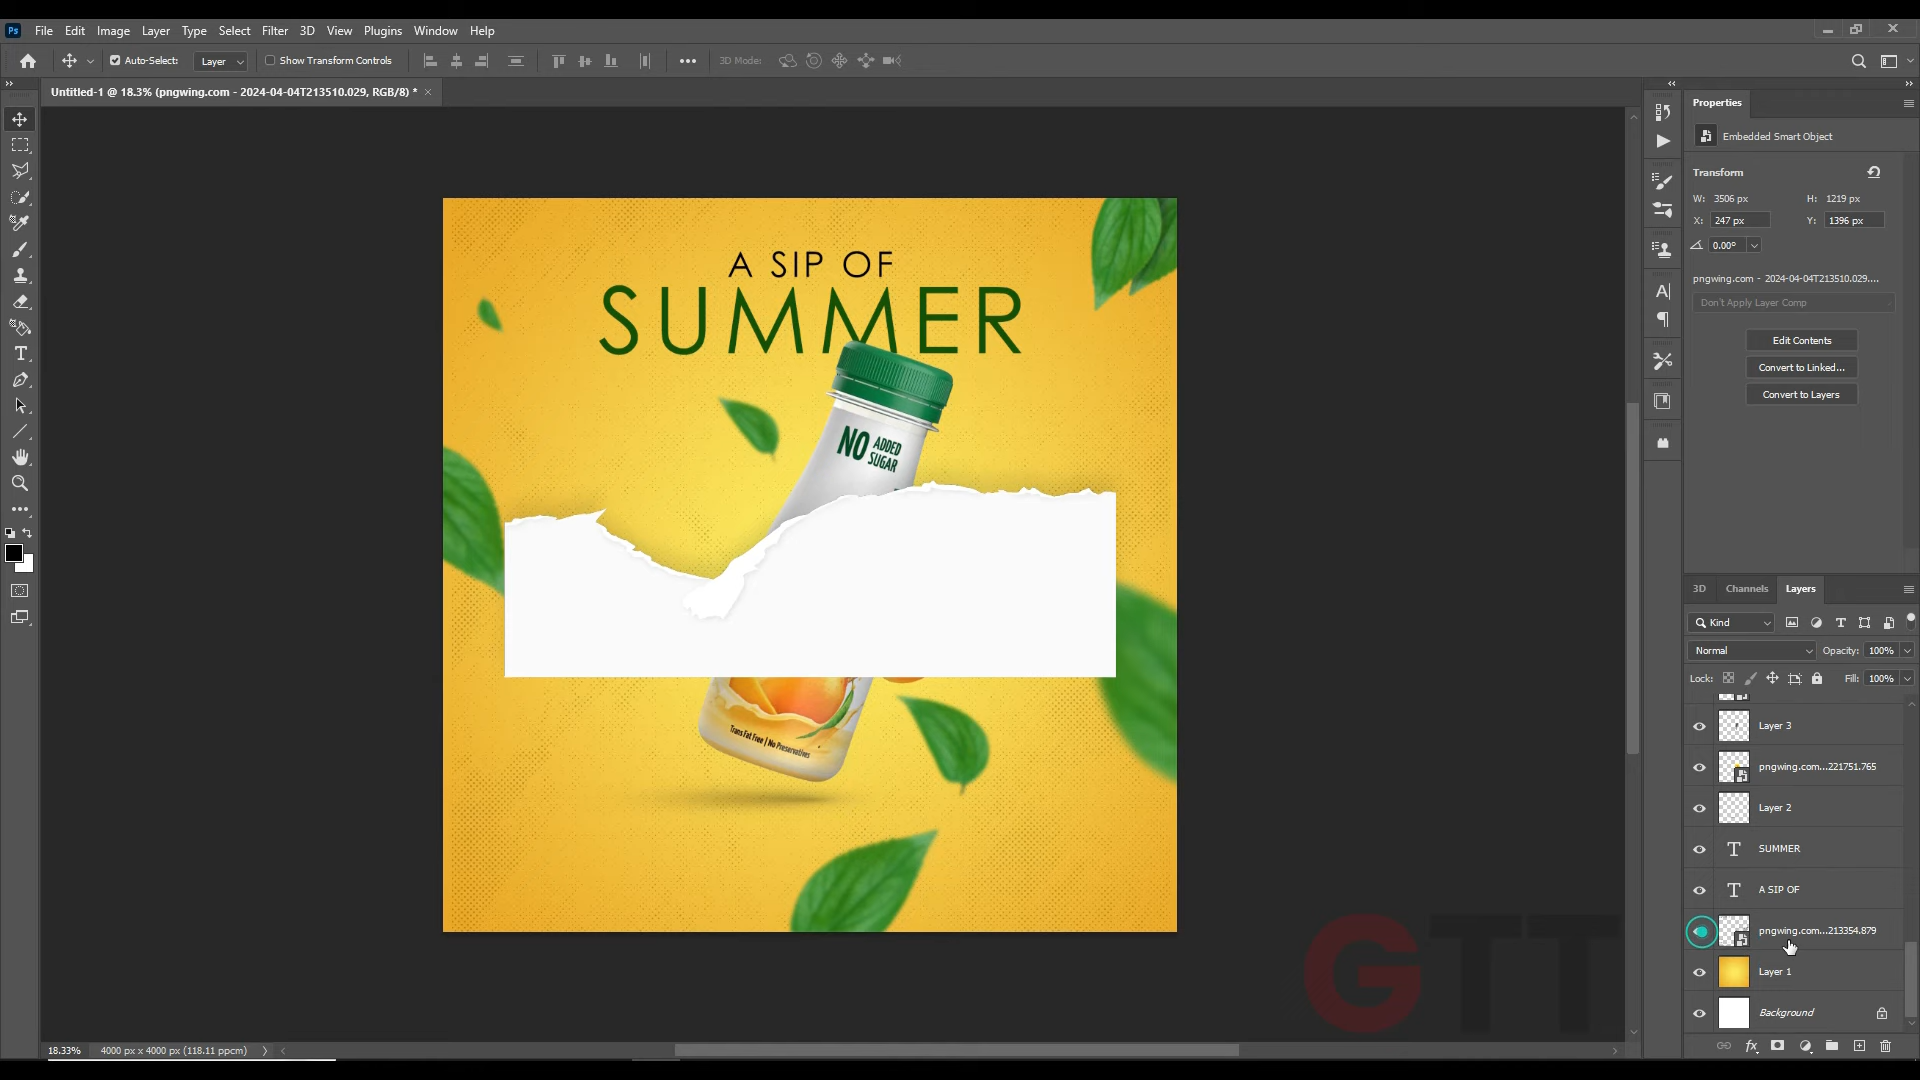 Ps File Edit Image Layer Type Select Filter 3D View Plugins Window Help
Auto-Select: Layer Show Transform Controls 3D Mode:
Untitled-1 @ 18.3% (pngwing.com - 2024-04-04T213510.029, RGB/8) *
Properties
Embedded Smart Object
Transform
W: 3506 px H: 1219 px
X: 247 px Y: 1396 px
0.00°
pngwing.com - 2024-04-04T213510.029....
Don't Apply Layer Comp
Edit Contents
Convert to Linked...
Convert to Layers
A SIP OF
SUMMER
NO ADDED
SUGAR
Trans Fat Free | No Preservatives
3D Channels Layers
Kind
Normal Opacity: 100%
Lock: Fill: 100%
Layer 3
pngwing.com...221751.765
Layer 2
SUMMER
A SIP OF
pngwing.com...213354.879
Layer 1
Background
GTT
18.33% 4000 px x 4000 px (118.11 ppcm)